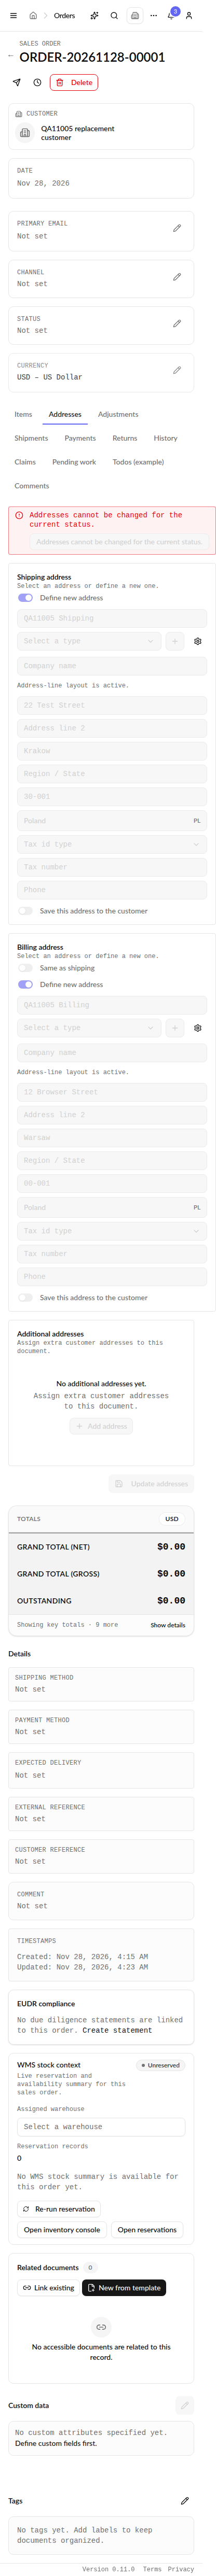 Orders
3
SALES ORDER
← ORDER-20261128-00001
Delete
CUSTOMER
QA11005 replacement
customer
DATE
Nov 28, 2026
PRIMARY EMAIL
Not set
CHANNEL
Not set
STATUS
Not set
CURRENCY
USD – US Dollar
Items Addresses Adjustments
Shipments Payments Returns History
Claims Pending work Todos (example)
Comments
Addresses cannot be changed for the
current status.
Addresses cannot be changed for the current status.
Shipping address
Select an address or define a new one.
Define new address
QA11005 Shipping
Select a type
Company name
Address-line layout is active.
22 Test Street
Address line 2
Krakow
Region / State
30-001
Poland PL
Tax id type
Tax number
Phone
Save this address to the customer
Billing address
Select an address or define a new one.
Same as shipping
Define new address
QA11005 Billing
Select a type
Company name
Address-line layout is active.
12 Browser Street
Address line 2
Warsaw
Region / State
00-001
Poland PL
Tax id type
Tax number
Phone
Save this address to the customer
Additional addresses
Assign extra customer addresses to this
document.
No additional addresses yet.
Assign extra customer addresses
to this document.
+ Add address
Update addresses
TOTALS USD
GRAND TOTAL (NET) $0.00
GRAND TOTAL (GROSS) $0.00
OUTSTANDING $0.00
Showing key totals · 9 more Show details
Details
SHIPPING METHOD
Not set
PAYMENT METHOD
Not set
EXPECTED DELIVERY
Not set
EXTERNAL REFERENCE
Not set
CUSTOMER REFERENCE
Not set
COMMENT
Not set
TIMESTAMPS
Created: Nov 28, 2026, 4:15 AM
Updated: Nov 28, 2026, 4:23 AM
EUDR compliance
No due diligence statements are linked
to this order. Create statement
WMS stock context Unreserved
Live reservation and
availability summary for this
sales order.
Assigned warehouse
Select a warehouse
Reservation records
0
No WMS stock summary is available for
this order yet.
Re-run reservation
Open inventory console Open reservations
Related documents 0
Link existing New from template
No accessible documents are related to this
record.
Custom data
No custom attributes specified yet.
Define custom fields first.
Tags
No tags yet. Add labels to keep
documents organized.
Version 0.11.0 Terms Privacy